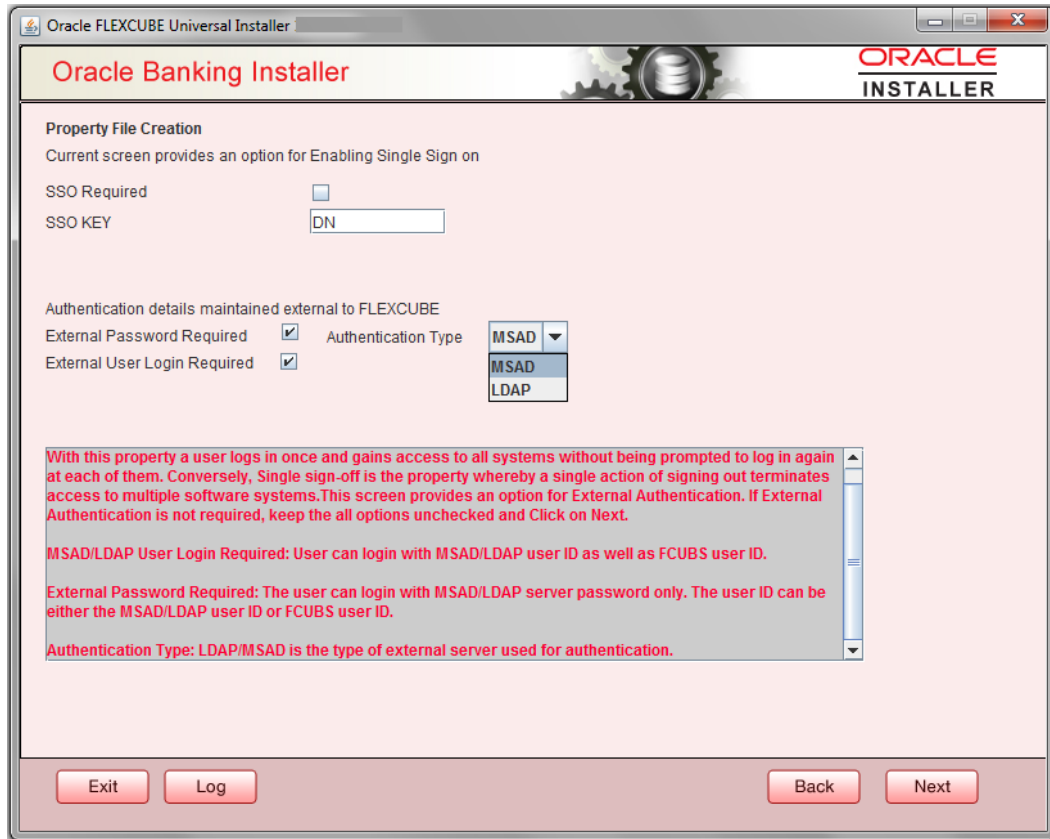 Oracle FLEXCUBE Universal Installer
Oracle Banking Installer
ORACLE
INSTALLER
Property File Creation
Current screen provides an option for Enabling Single Sign on
SSO Required
SSO KEY DN
Authentication details maintained external to FLEXCUBE
External Password Required Authentication Type MSAD
External User Login Required MSAD
LDAP
With this property a user logs in once and gains access to all systems without being prompted to log in again
at each of them. Conversely, Single sign-off is the property whereby a single action of signing out terminates
access to multiple software systems.This screen provides an option for External Authentication. If External
Authentication is not required, keep the all options unchecked and Click on Next.
MSAD/LDAP User Login Required: User can login with MSAD/LDAP user ID as well as FCUBS user ID.
External Password Required: The user can login with MSAD/LDAP server password only. The user ID can be
either the MSAD/LDAP user ID or FCUBS user ID.
Authentication Type: LDAP/MSAD is the type of external server used for authentication.
Exit Log Back Next